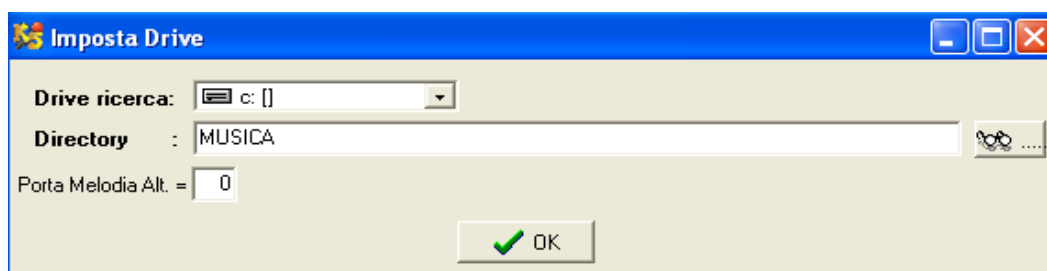 Imposta Drive
Drive ricerca: c: []
Directory : MUSICA ....
Porta Melodia Alt. = 0
OK